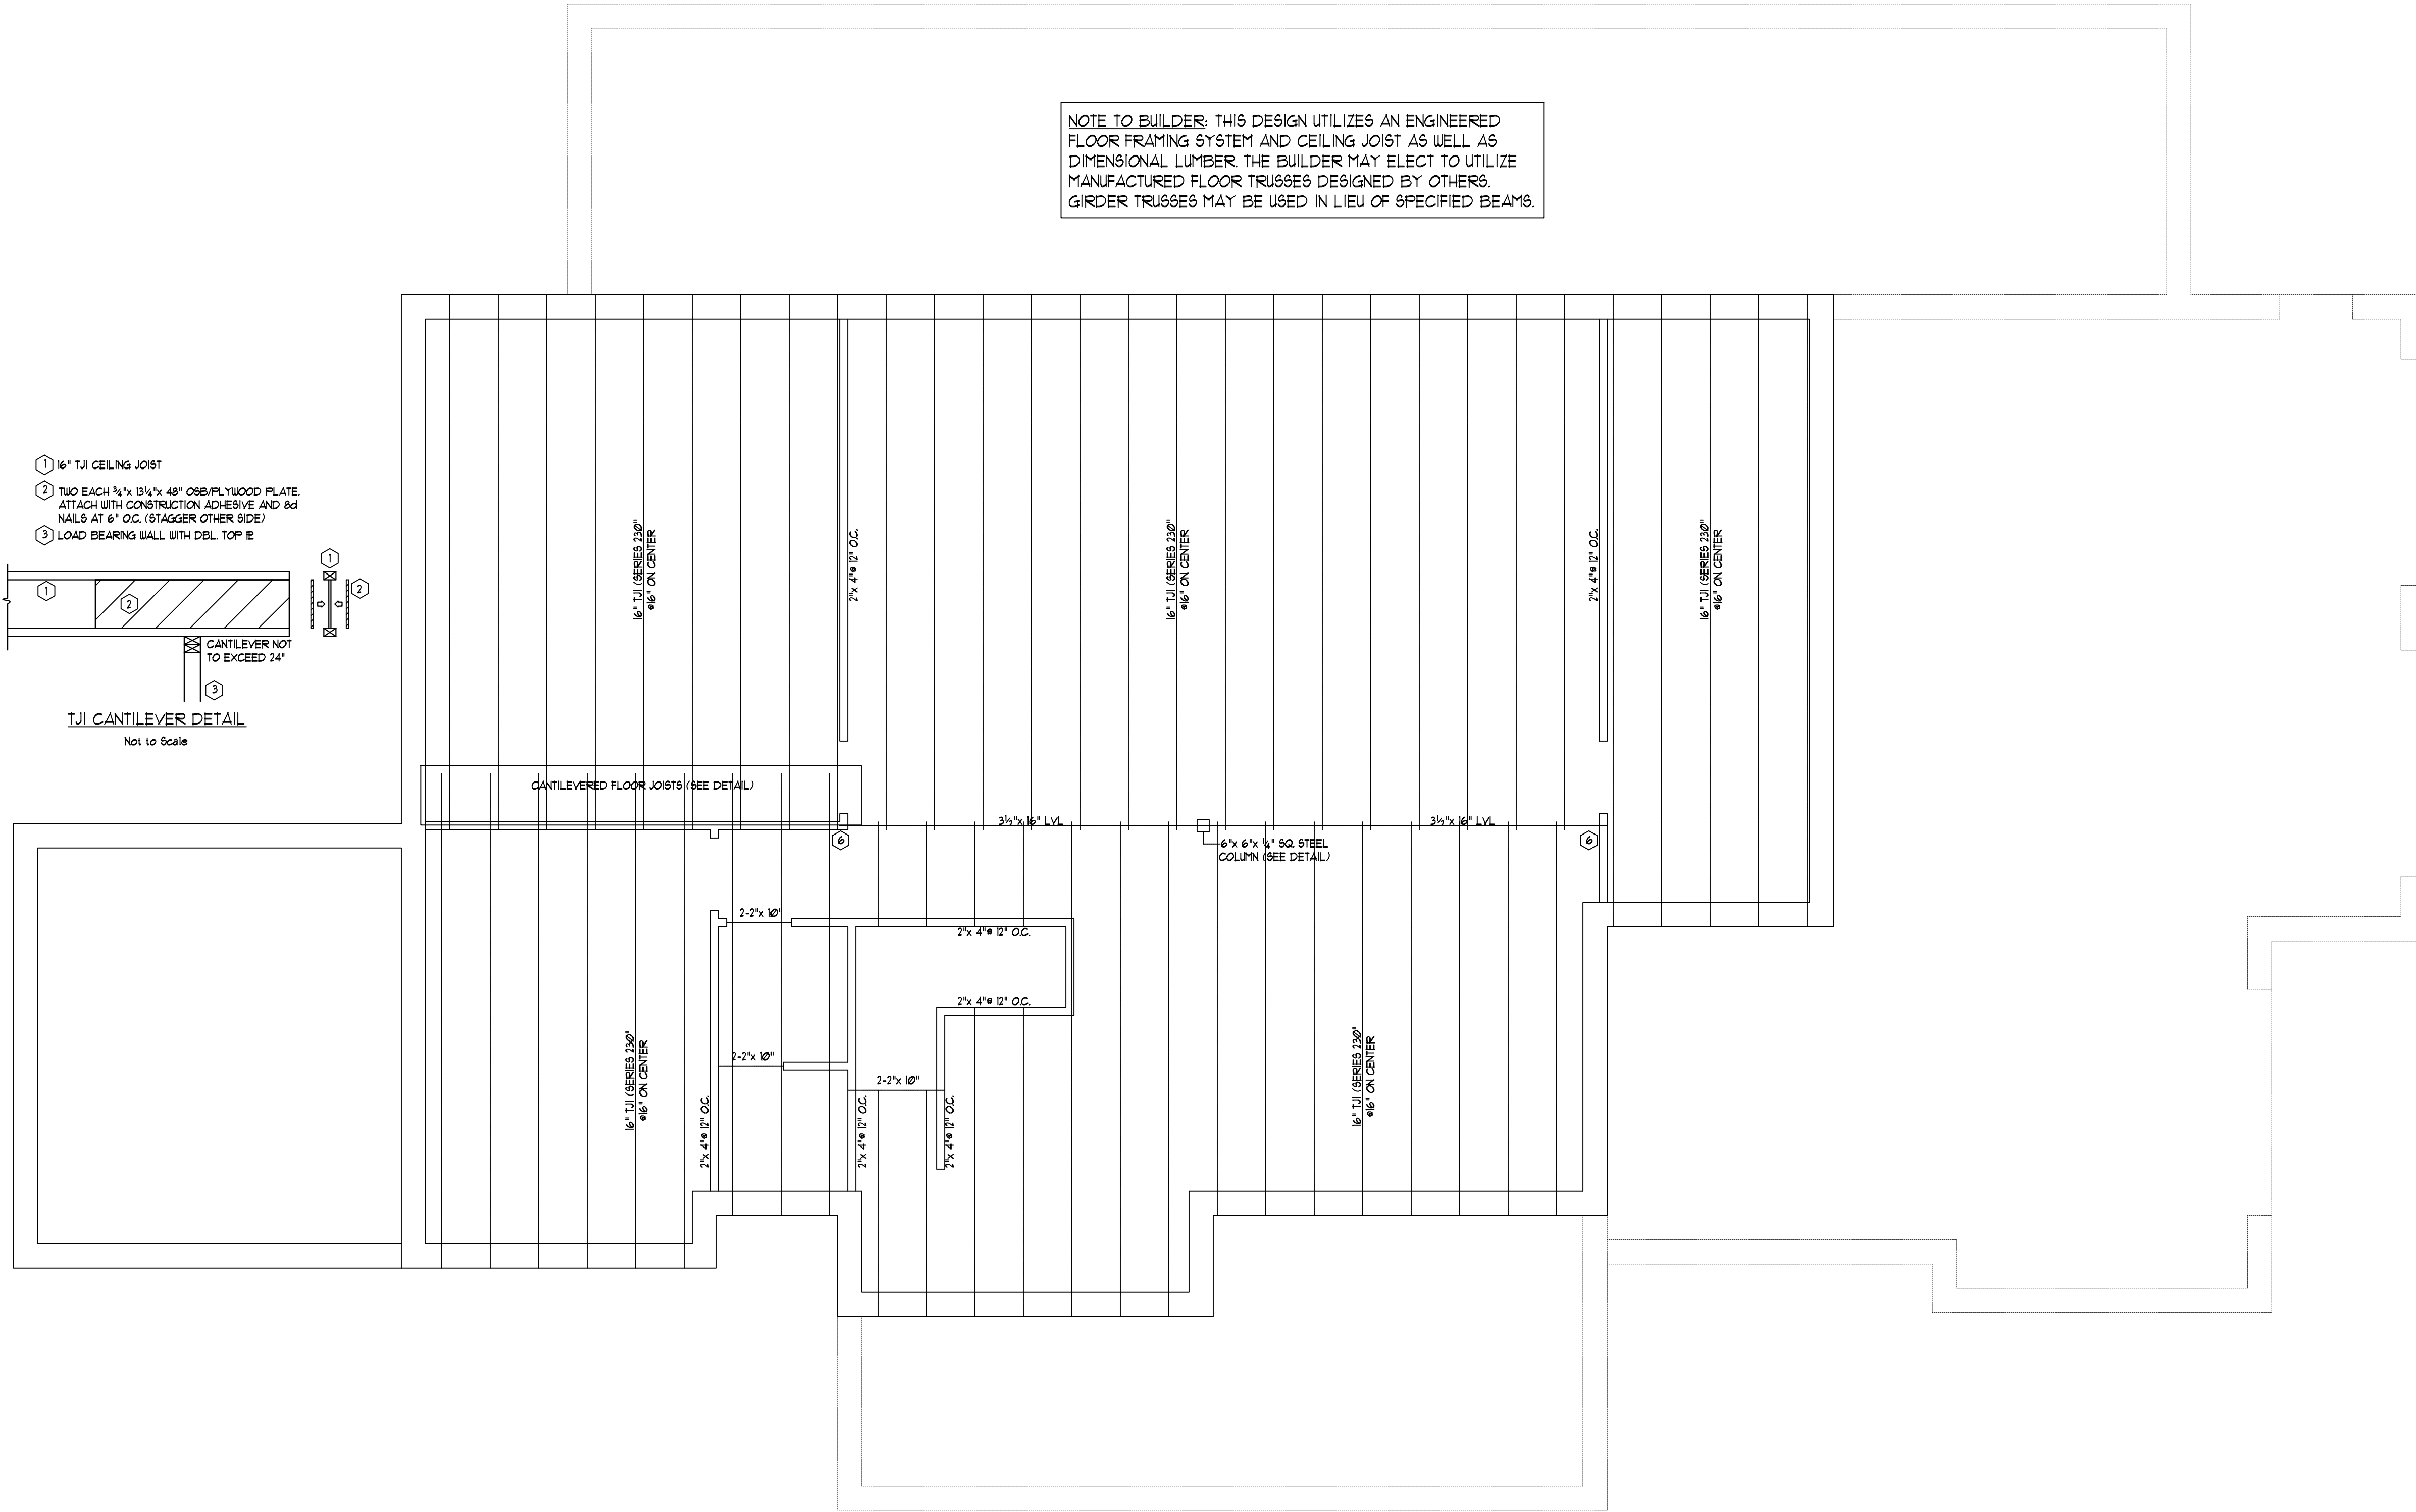 NOTE TO BUILDER: THIS DESIGN UTILIZES AN ENGINEERED
FLOOR FRAMING SYSTEM AND CEILING JOIST AS WELL AS
DIMENSIONAL LUMBER. THE BUILDER MAY ELECT TO UTILIZE
MANUFACTURED FLOOR TRUSSES DESIGNED BY OTHERS.
GIRDER TRUSSES MAY BE USED IN LIEU OF SPECIFIED BEAMS.
1 16" TJI CEILING JOIST
2 TWO EACH 3/4"x 13 1/4"x 48" OSB/PLYWOOD PLATE.
ATTACH WITH CONSTRUCTION ADHESIVE AND 8d
NAILS AT 6" O.C. (STAGGER OTHER SIDE)
3 LOAD BEARING WALL WITH DBL. TOP PL
1
1
2
2
CANTILEVER NOT
TO EXCEED 24"
3
TJI CANTILEVER DETAIL
Not to Scale
16" TJI (SERIES 230"
@16" ON CENTER
2"x 4"@ 12" O.C.
16" TJI (SERIES 230"
@16" ON CENTER
2"x 4"@ 12" O.C.
16" TJI (SERIES 230"
@16" ON CENTER
CANTILEVERED FLOOR JOISTS (SEE DETAIL)
3½"x 16" LVL
3½"x 16" LVL
6
6"x 6"x ¼" SQ. STEEL
COLUMN (SEE DETAIL)
6
2-2"x 10"
2"x 4"@ 12" O.C.
2"x 4"@ 12" O.C.
2-2"x 10"
2-2"x 10"
16" TJI (SERIES 230"
@16" ON CENTER
2"x 4"@ 12" O.C.
2"x 4"@ 12" O.C.
2"x 4"@ 12" O.C.
16" TJI (SERIES 230"
@16" ON CENTER